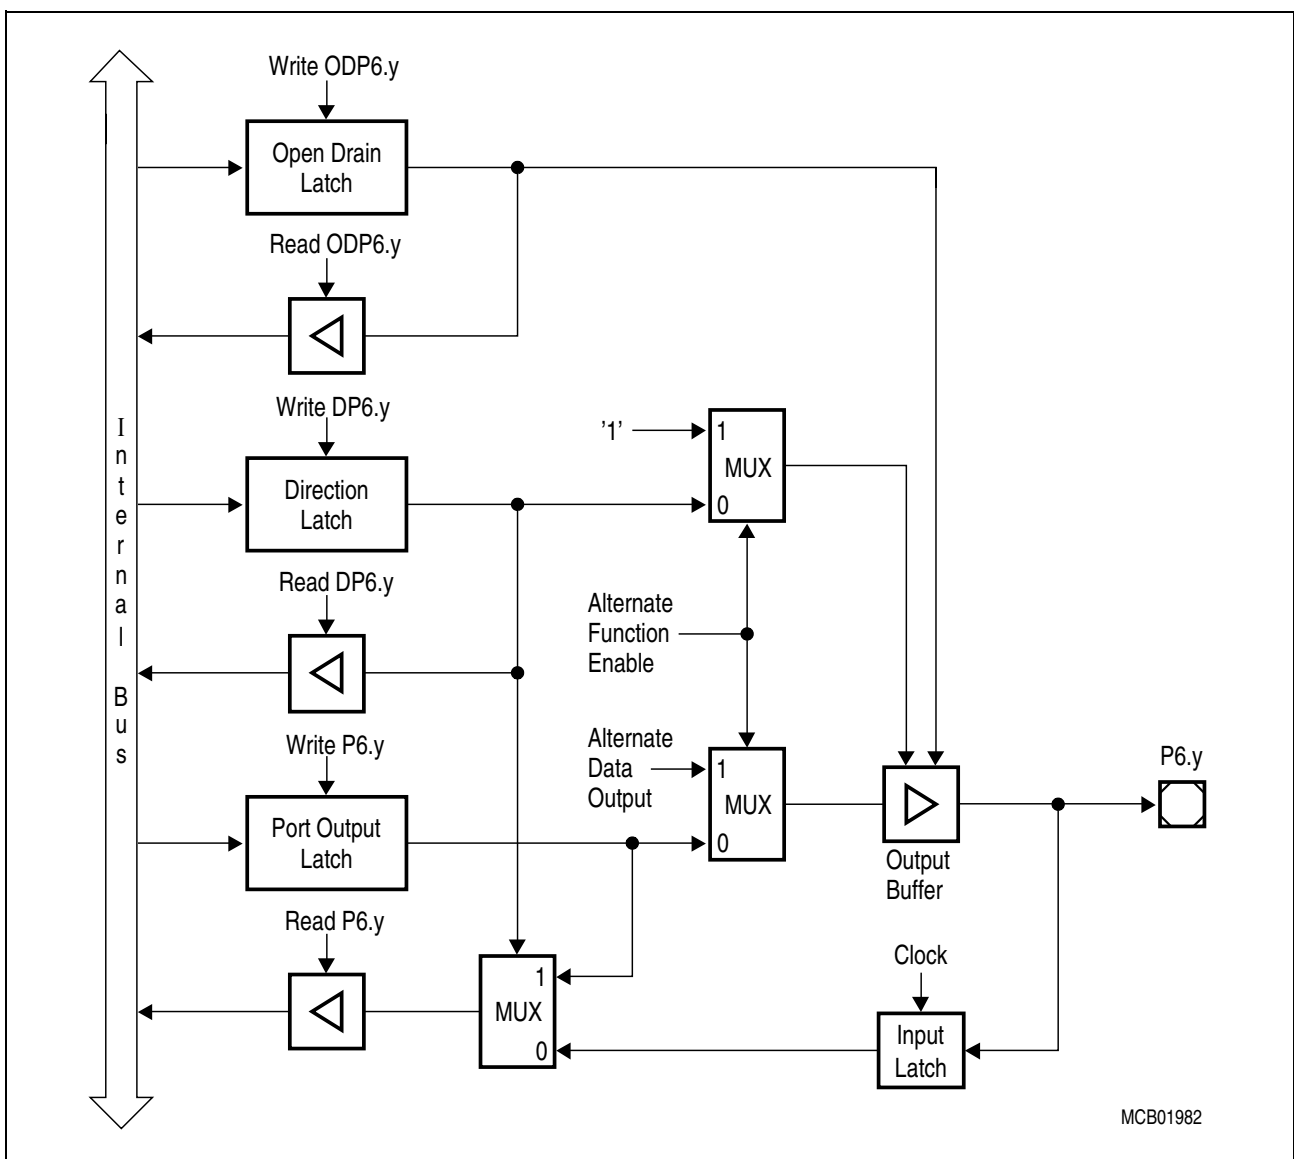 Write ODP6.y
Open Drain
Latch
Read ODP6.y
Internal Bus
Write DP6.y
'1'
1
MUX
0
Direction
Latch
Read DP6.y
Alternate
Function
Enable
Write P6.y
Alternate
Data
Output
1
MUX
0
P6.y
Port Output
Latch
Output
Buffer
Read P6.y
Clock
1
MUX
0
Input
Latch
MCB01982